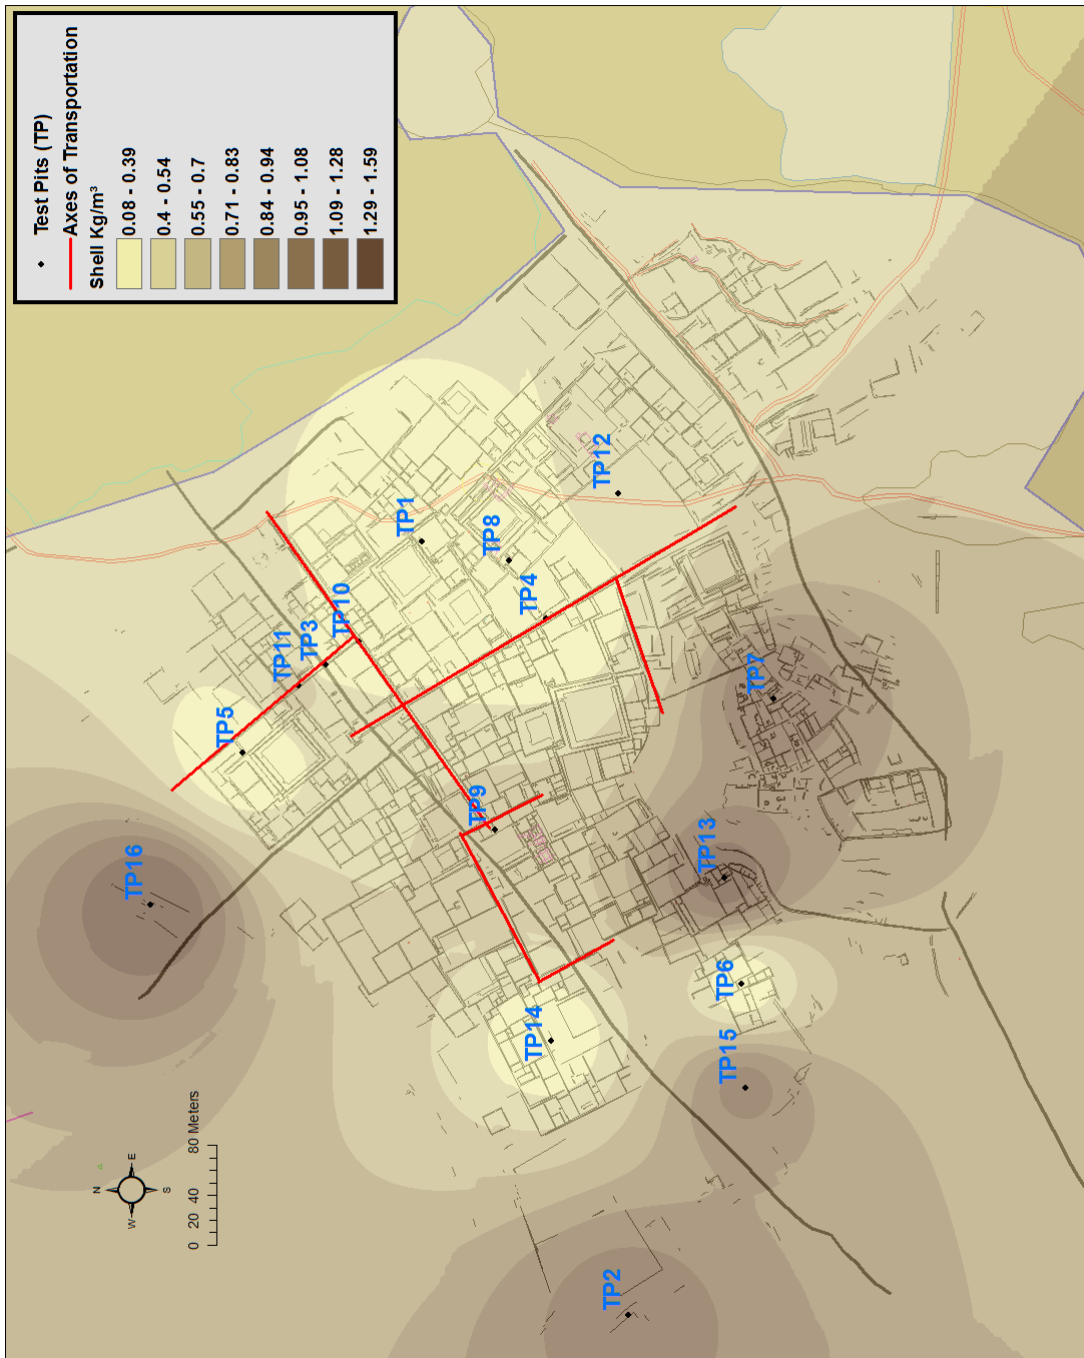 Test Pits (TP)
Axes of Transportation
Shell Kg/m³
0.08 - 0.39
0.4 - 0.54
0.55 - 0.7
0.71 - 0.83
0.84 - 0.94
0.95 - 1.08
1.09 - 1.28
1.29 - 1.59
TP16
TP5
TP11
TP3
TP10
TP1
TP8
TP4
TP12
TP9
TP14
TP7
TP13
TP6
TP15
TP2
N
W
E
S
0 20 40 80 Meters